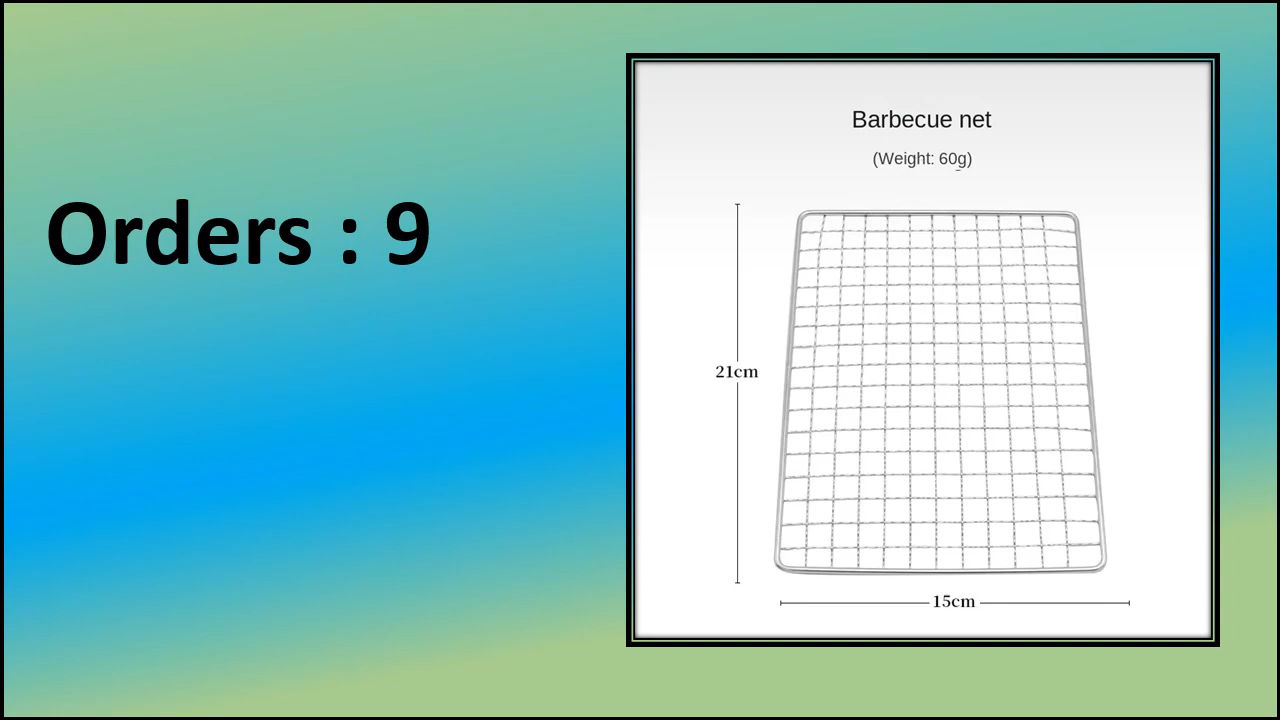 Orders : 9
Barbecue net
(Weight: 60g)
21cm
15cm